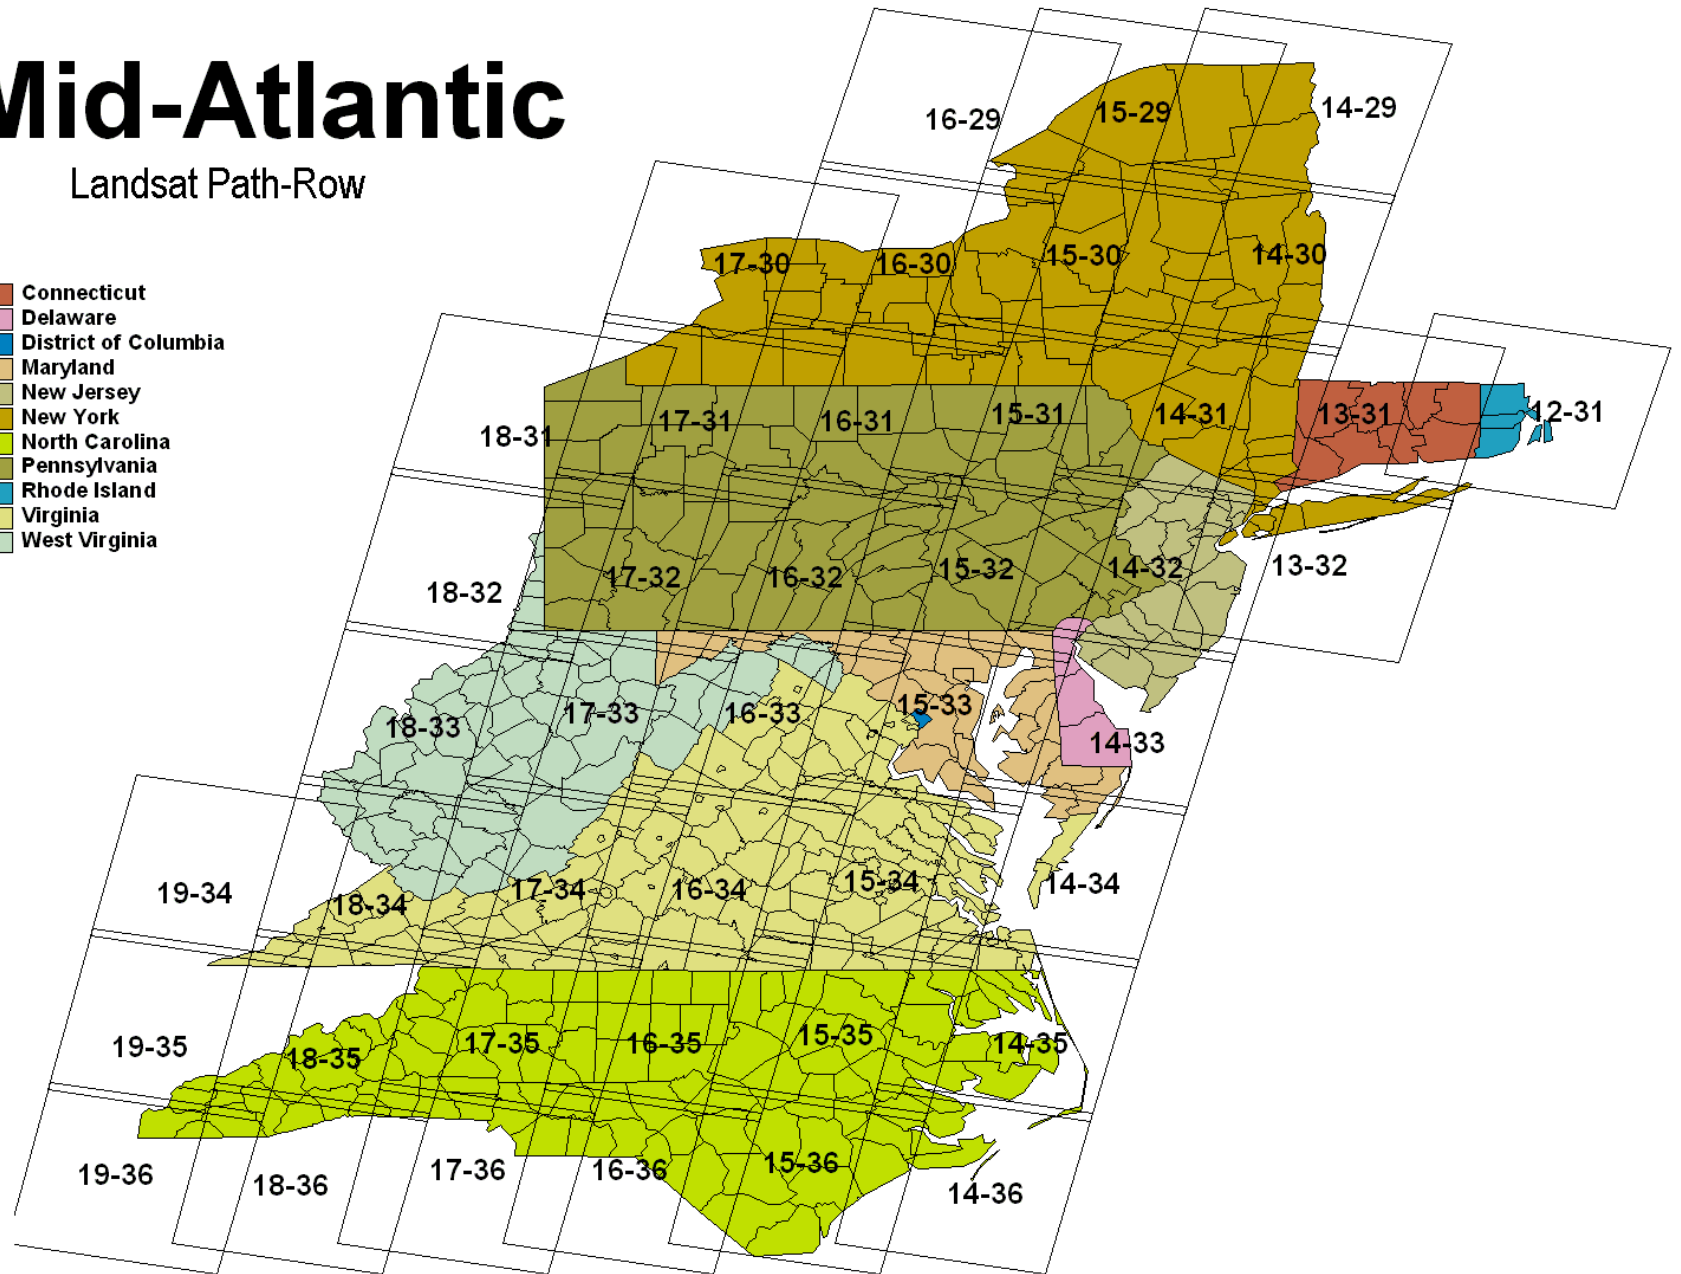 Mid-Atlantic
Landsat Path-Row
Connecticut
Delaware
District of Columbia
Maryland
New Jersey
New York
North Carolina
Pennsylvania
Rhode Island
Virginia
West Virginia
16-29 15-29 14-29
17-30 16-30 15-30 14-30
18-31 17-31 16-31 15-31 14-31 13-31 12-31
18-32 17-32 16-32 15-32 14-32 13-32
18-33 17-33 16-33 15-33 14-33
19-34 18-34 17-34 16-34 15-34 14-34
19-35 18-35 17-35 16-35 15-35 14-35
19-36 18-36 17-36 16-36 15-36 14-36